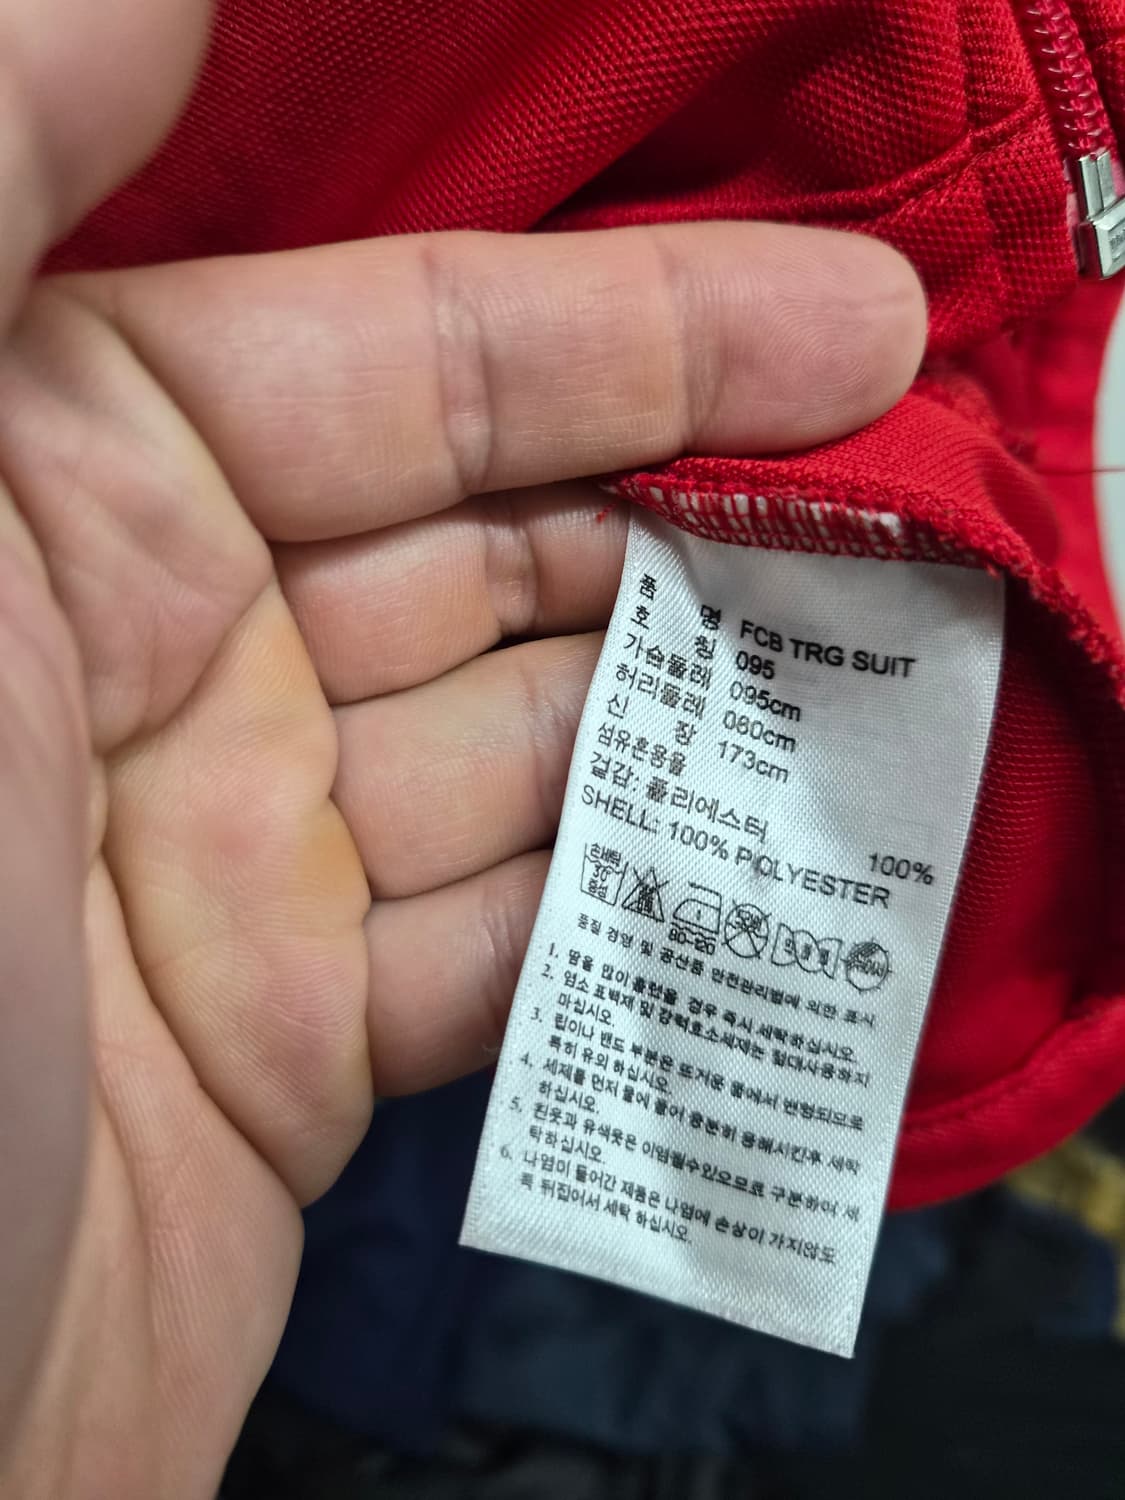 품 명 FCB TRG SUIT
호 칭 095
가슴둘레 095cm
허리둘레 080cm
신 장 173cm
섬유혼용율
겉감: 폴리에스터 100%
SHELL: 100% POLYESTER
손세탁
중성
80~120
품질 경영 및 공산품 안전관리법에 의한 표시
1. 땀을 많이 흘렸을 경우 즉시 세탁하십시오.
2. 염소 표백제 및 강력효소세제는 절대사용하지
마십시오.
3. 립이나 밴드 부분은 뜨거운 물에서 변형되므로
특히 유의 하십시오.
4. 세제를 먼저 물에 풀어 충분히 용해시킨후 세탁
하십시오.
5. 흰옷과 유색옷은 이염될수있으므로 구분하여 세
탁하십시오.
6. 나염이 들어간 제품은 나염에 손상이 가지않도
록 뒤집어서 세탁 하십시오.